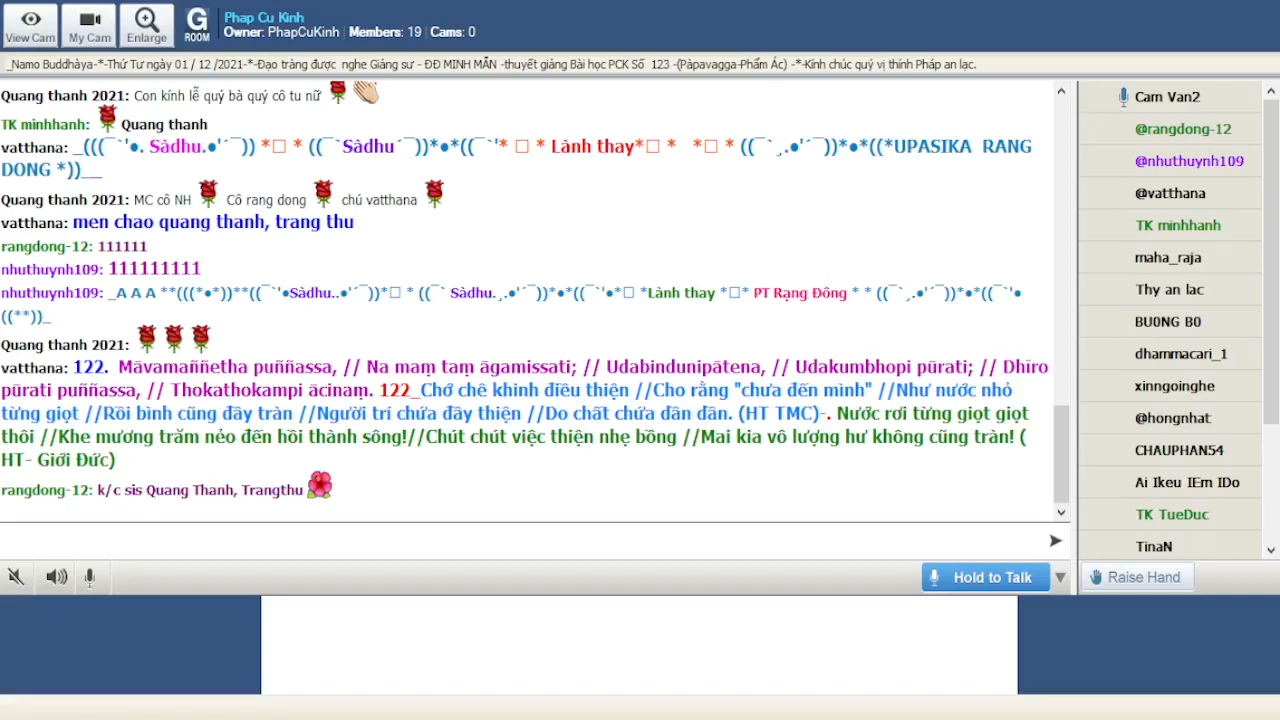 View Cam
My Cam
Enlarge
G
ROOM
Phap Cu Kinh
Owner: PhapCuKinh | Members: 19 | Cams: 0
_Namo Buddhàya-*-Thứ Tư ngày 01 / 12 /2021-*-Đạo tràng được nghe Giảng sư - ĐĐ MINH MẪN -thuyết giảng Bài học PCK Số 123 -(Pàpavagga-Phẩm Ác) -*-Kính chúc quý vị thính Pháp an lạc.
Quang thanh 2021: Con kính lễ quý bà quý cô tu nữ
TK minhhanh: Quang thanh
vatthana: _(((¯`'•. Sàdhu.•'´¯)) *□ * ((¯`Sàdhu´¯))*•*((¯`'* □ * Lành thay*□ * *□ * ((¯`¸.•'´¯))*•*((*UPASIKA RANG
DONG *))__
Quang thanh 2021: MC cô NH Cô rang dong chú vatthana
vatthana: men chao quang thanh, trang thu
rangdong-12: 111111
nhuthuynh109: 111111111
nhuthuynh109: _A A A **(((*•*))**((¯`'•Sàdhu..•'´¯))*□ * ((¯` Sàdhu.¸.•'´¯))*•*((¯`'•*□ *Lành thay *□* PT Rạng Đông * * ((¯`¸.•'´¯))*•*((¯`'•
((**))_
Quang thanh 2021:
vatthana: 122. Māvamaññetha puññassa, // Na maṃ taṃ āgamissati; // Udabindunipātena, // Udakumbhopi pūrati; // Dhīro
pūrati puññassa, // Thokathokampi ācinaṃ. 122_Chớ chê khinh điều thiện //Cho rằng "chưa đến mình" //Như nước nhỏ
từng giọt //Rồi bình cũng đầy tràn //Người trí chứa đầy thiện //Do chất chứa dần dần. (HT TMC)-. Nước rơi từng giọt giọt
thôi //Khe mương trăm nẻo đến hồi thành sông!//Chút chút việc thiện nhẹ bồng //Mai kia vô lượng hư không cũng tràn! (
HT- Giới Đức)
rangdong-12: k/c sis Quang Thanh, Trangthu
Hold to Talk
Cam Van2
@rangdong-12
@nhuthuynh109
@vatthana
TK minhhanh
maha_raja
Thy an lac
BU0NG B0
dhammacari_1
xinngoinghe
@hongnhat
CHAUPHAN54
Ai Ikeu IEm IDo
TK TueDuc
TinaN
Raise Hand